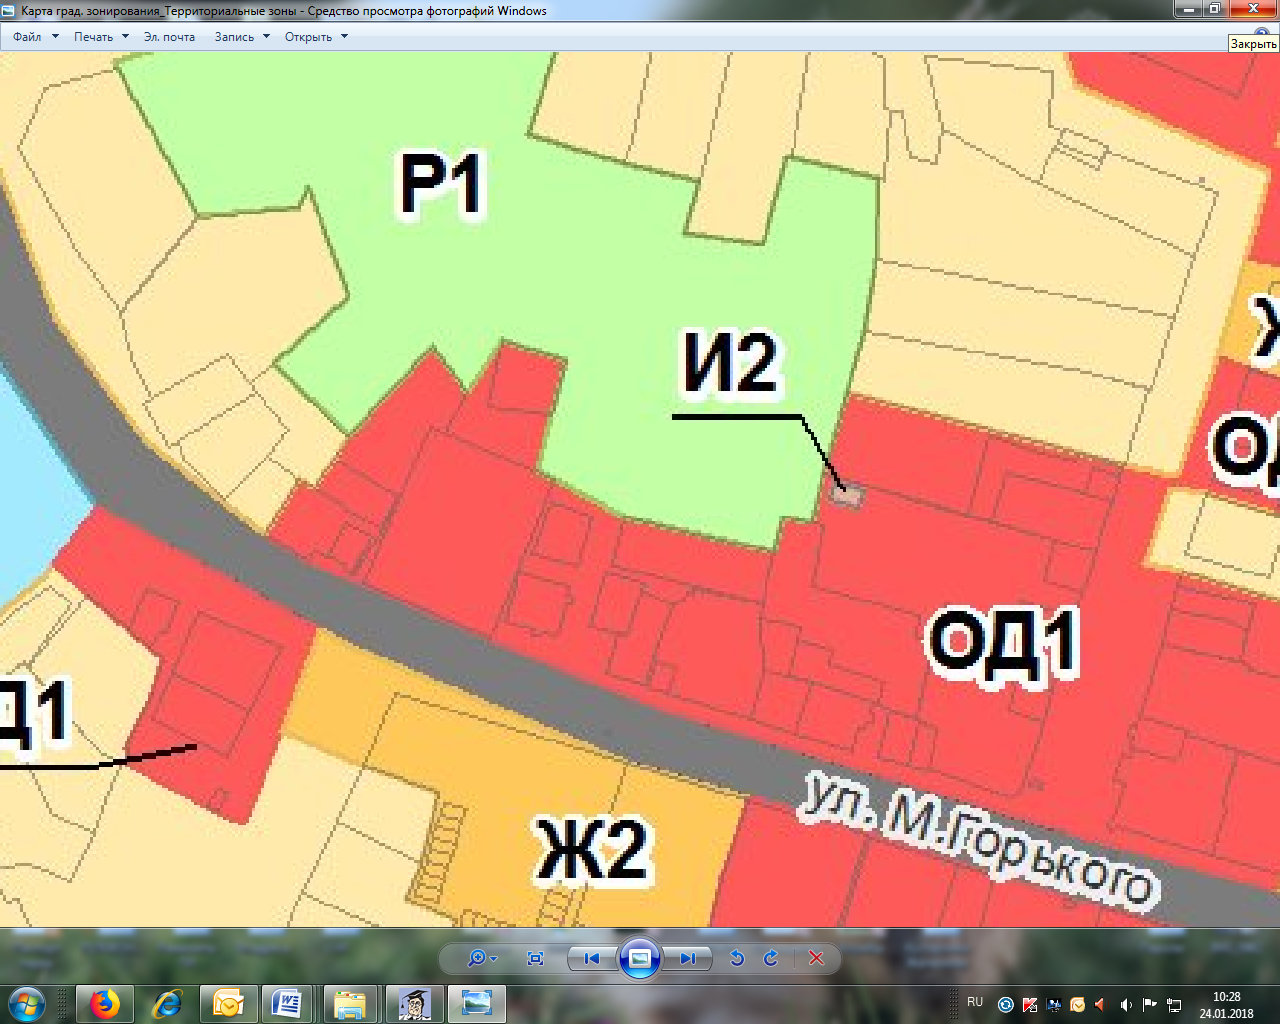 Карта град. зонирования_Территориальные зоны - Средство просмотра фотографий Windows
Файл Печать Эл. почта Запись Открыть
Закрыть
Р1
И2
Ж
ОД
ОД1
Д1
Ж2
ул. М.Горького
RU
10:28
24.01.2018